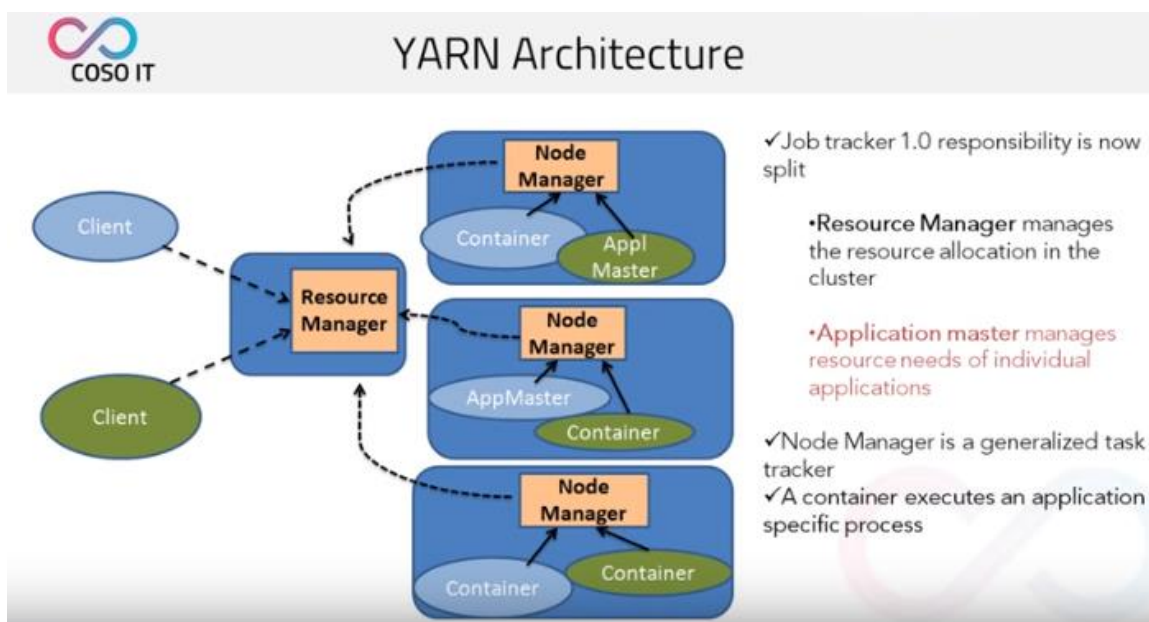 COSO IT
YARN Architecture
Client
Client
Resource
Manager
Node
Manager
Container
Appl
Master
Node
Manager
AppMaster
Container
Node
Manager
Container
Container
✓Job tracker 1.0 responsibility is now
split
•Resource Manager manages
the resource allocation in the
cluster
•Application master manages
resource needs of individual
applications
✓Node Manager is a generalized task
tracker
✓A container executes an application
specific process